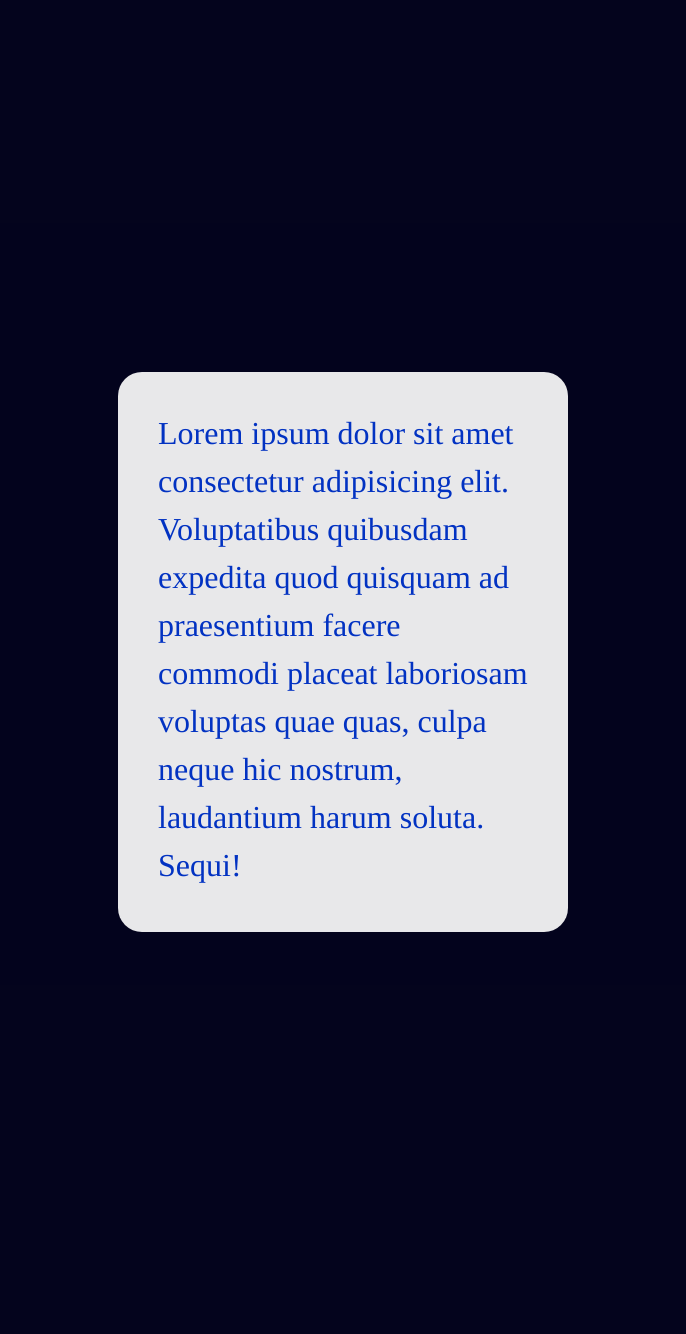 Lorem ipsum dolor sit amet
consectetur adipisicing elit.
Voluptatibus quibusdam
expedita quod quisquam ad
praesentium facere
commodi placeat laboriosam
voluptas quae quas, culpa
neque hic nostrum,
laudantium harum soluta.
Sequi!